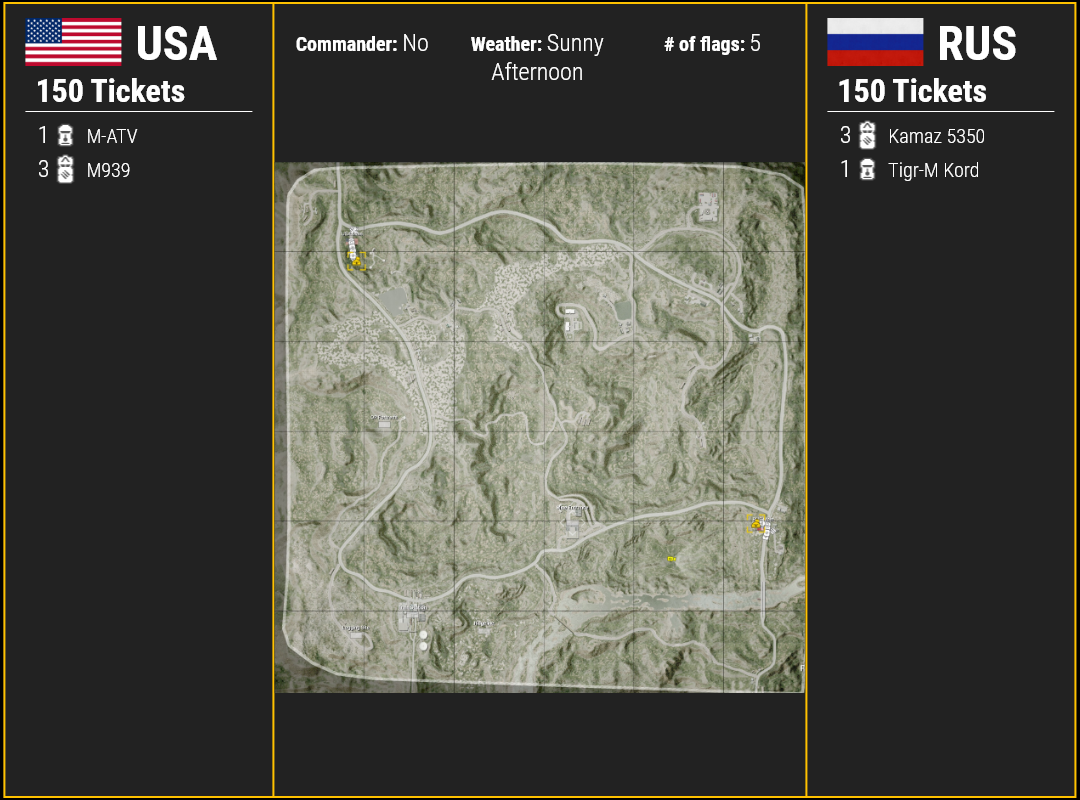 USA
150 Tickets
1 M-ATV
3 M939
Commander: No
Weather: Sunny
Afternoon
# of flags: 5
RUS
150 Tickets
3 Kamaz 5350
1 Tigr-M Kord